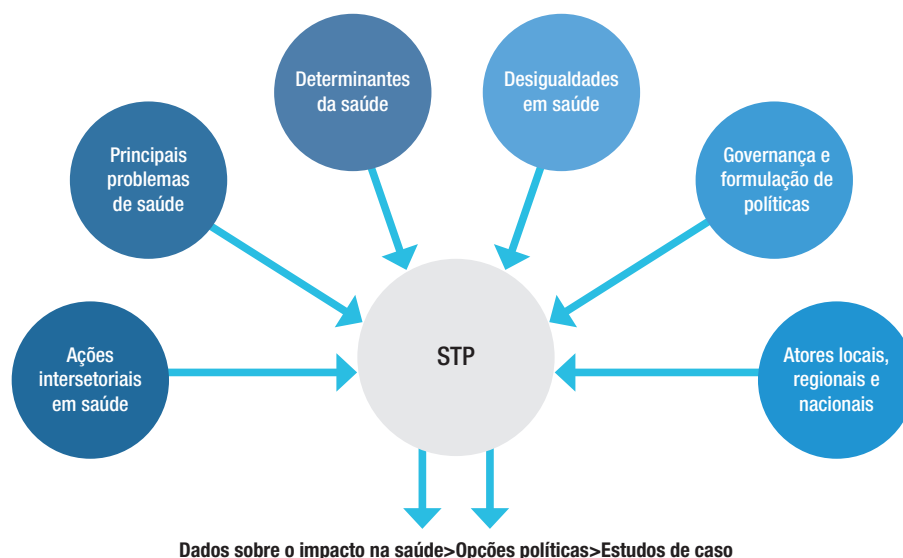 Determinantes
da saúde
Desigualdades
em saúde
Principais
problemas
de saúde
Governança e
formulação de
políticas
Ações
intersetoriais
em saúde
STP
Atores locais,
regionais e
nacionais
Dados sobre o impacto na saúde>Opções políticas>Estudos de caso